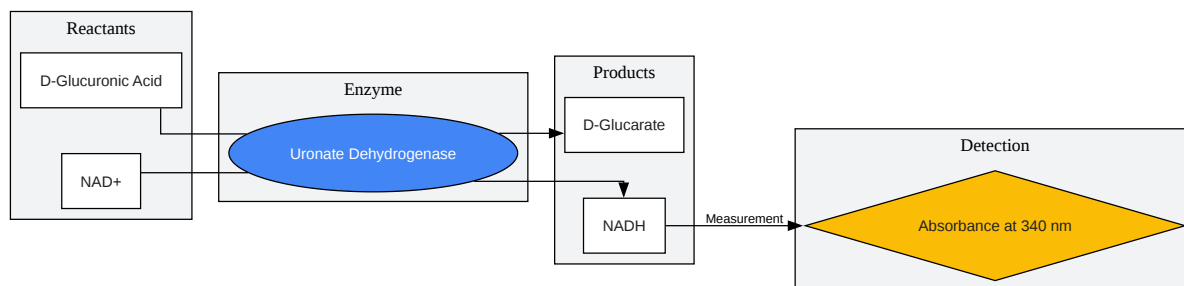 Reactants
D-Glucuronic Acid
NAD+
Enzyme
Uronate Dehydrogenase
Products
D-Glucarate
NADH
Measurement
Detection
Absorbance at 340 nm